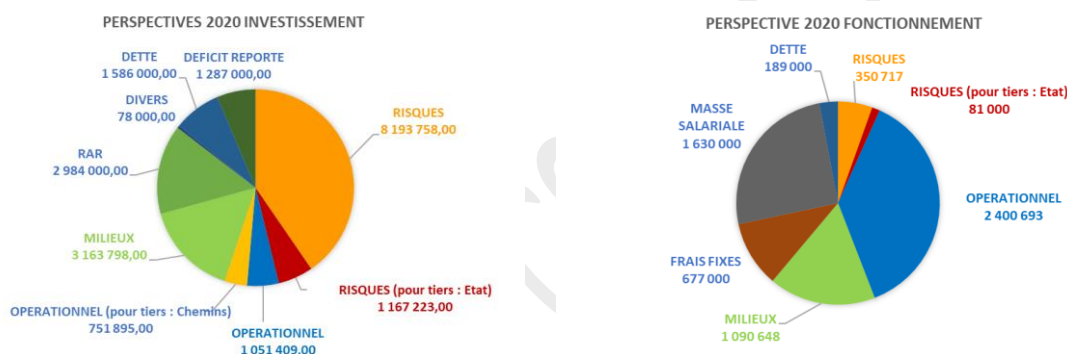 PERSPECTIVES 2020 INVESTISSEMENT
DETTE
1 586 000,00
DEFICIT REPORTE
1 287 000,00
DIVERS
78 000,00
RISQUES
8 193 758,00
RAR
2 984 000,00
MILIEUX
3 163 798,00
RISQUES (pour tiers : Etat)
1 167 223,00
OPERATIONNEL (pour tiers : Chemins)
751 895,00
OPERATIONNEL
1 051 409,00
PERSPECTIVE 2020 FONCTIONNEMENT
DETTE
189 000
RISQUES
350 717
RISQUES (pour tiers : Etat)
81 000
MASSE
SALARIALE
1 630 000
OPERATIONNEL
2 400 693
FRAIS FIXES
677 000
MILIEUX
1 090 648